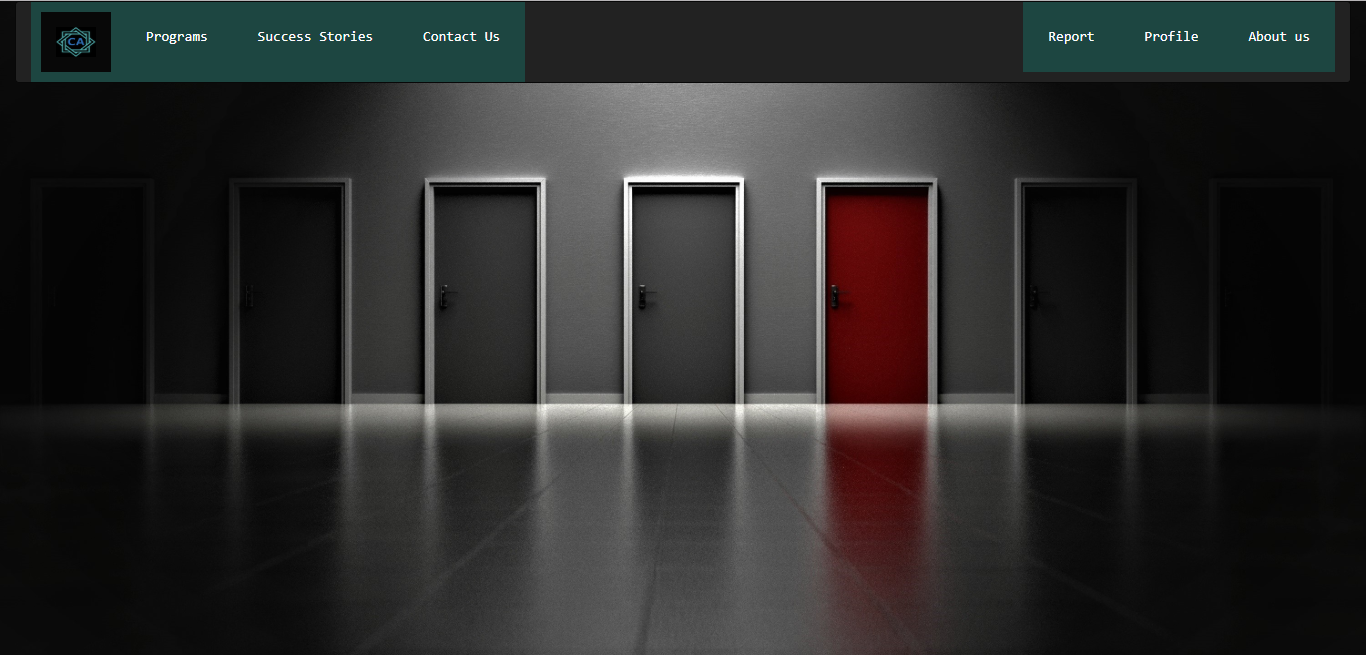 CA
Programs
Success Stories
Contact Us
Report
Profile
About us